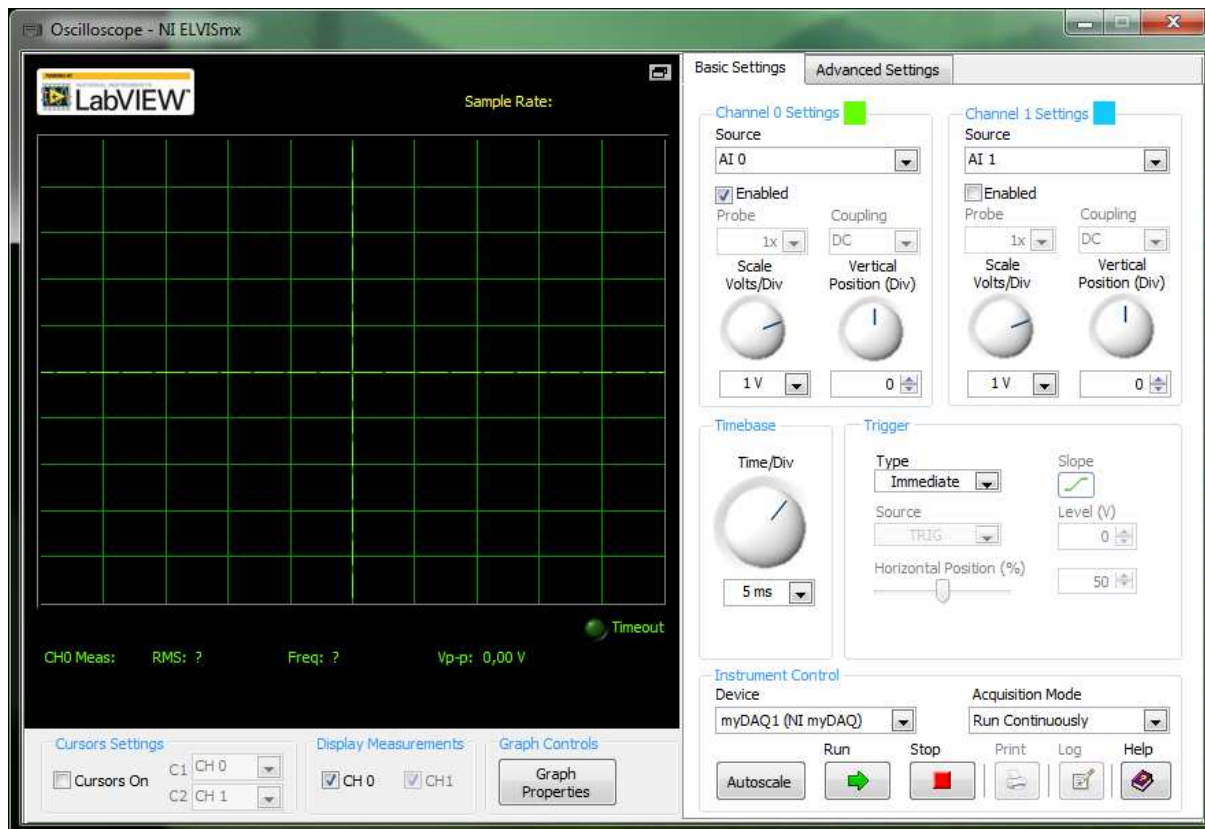 Oscilloscope - NI ELVISmx
LabVIEW
Sample Rate:
Timeout
CH0 Meas: RMS: ? Freq: ? Vp-p: 0,00 V
Cursors Settings
Cursors On
C1 CH 0
C2 CH 1
Display Measurements
CH 0 CH1
Graph Controls
Graph
Properties
Basic Settings Advanced Settings
Channel 0 Settings
Source
AI 0
Enabled
Probe Coupling
1x DC
Scale Vertical
Volts/Div Position (Div)
1 V 0
Channel 1 Settings
Source
AI 1
Enabled
Probe Coupling
1x DC
Scale Vertical
Volts/Div Position (Div)
1 V 0
Timebase
Time/Div
5 ms
Trigger
Type Slope
Immediate
Source Level (V)
TRIG 0
Horizontal Position (%)
50
Instrument Control
Device Acquisition Mode
myDAQ1 (NI myDAQ) Run Continuously
Run Stop Print Log Help
Autoscale